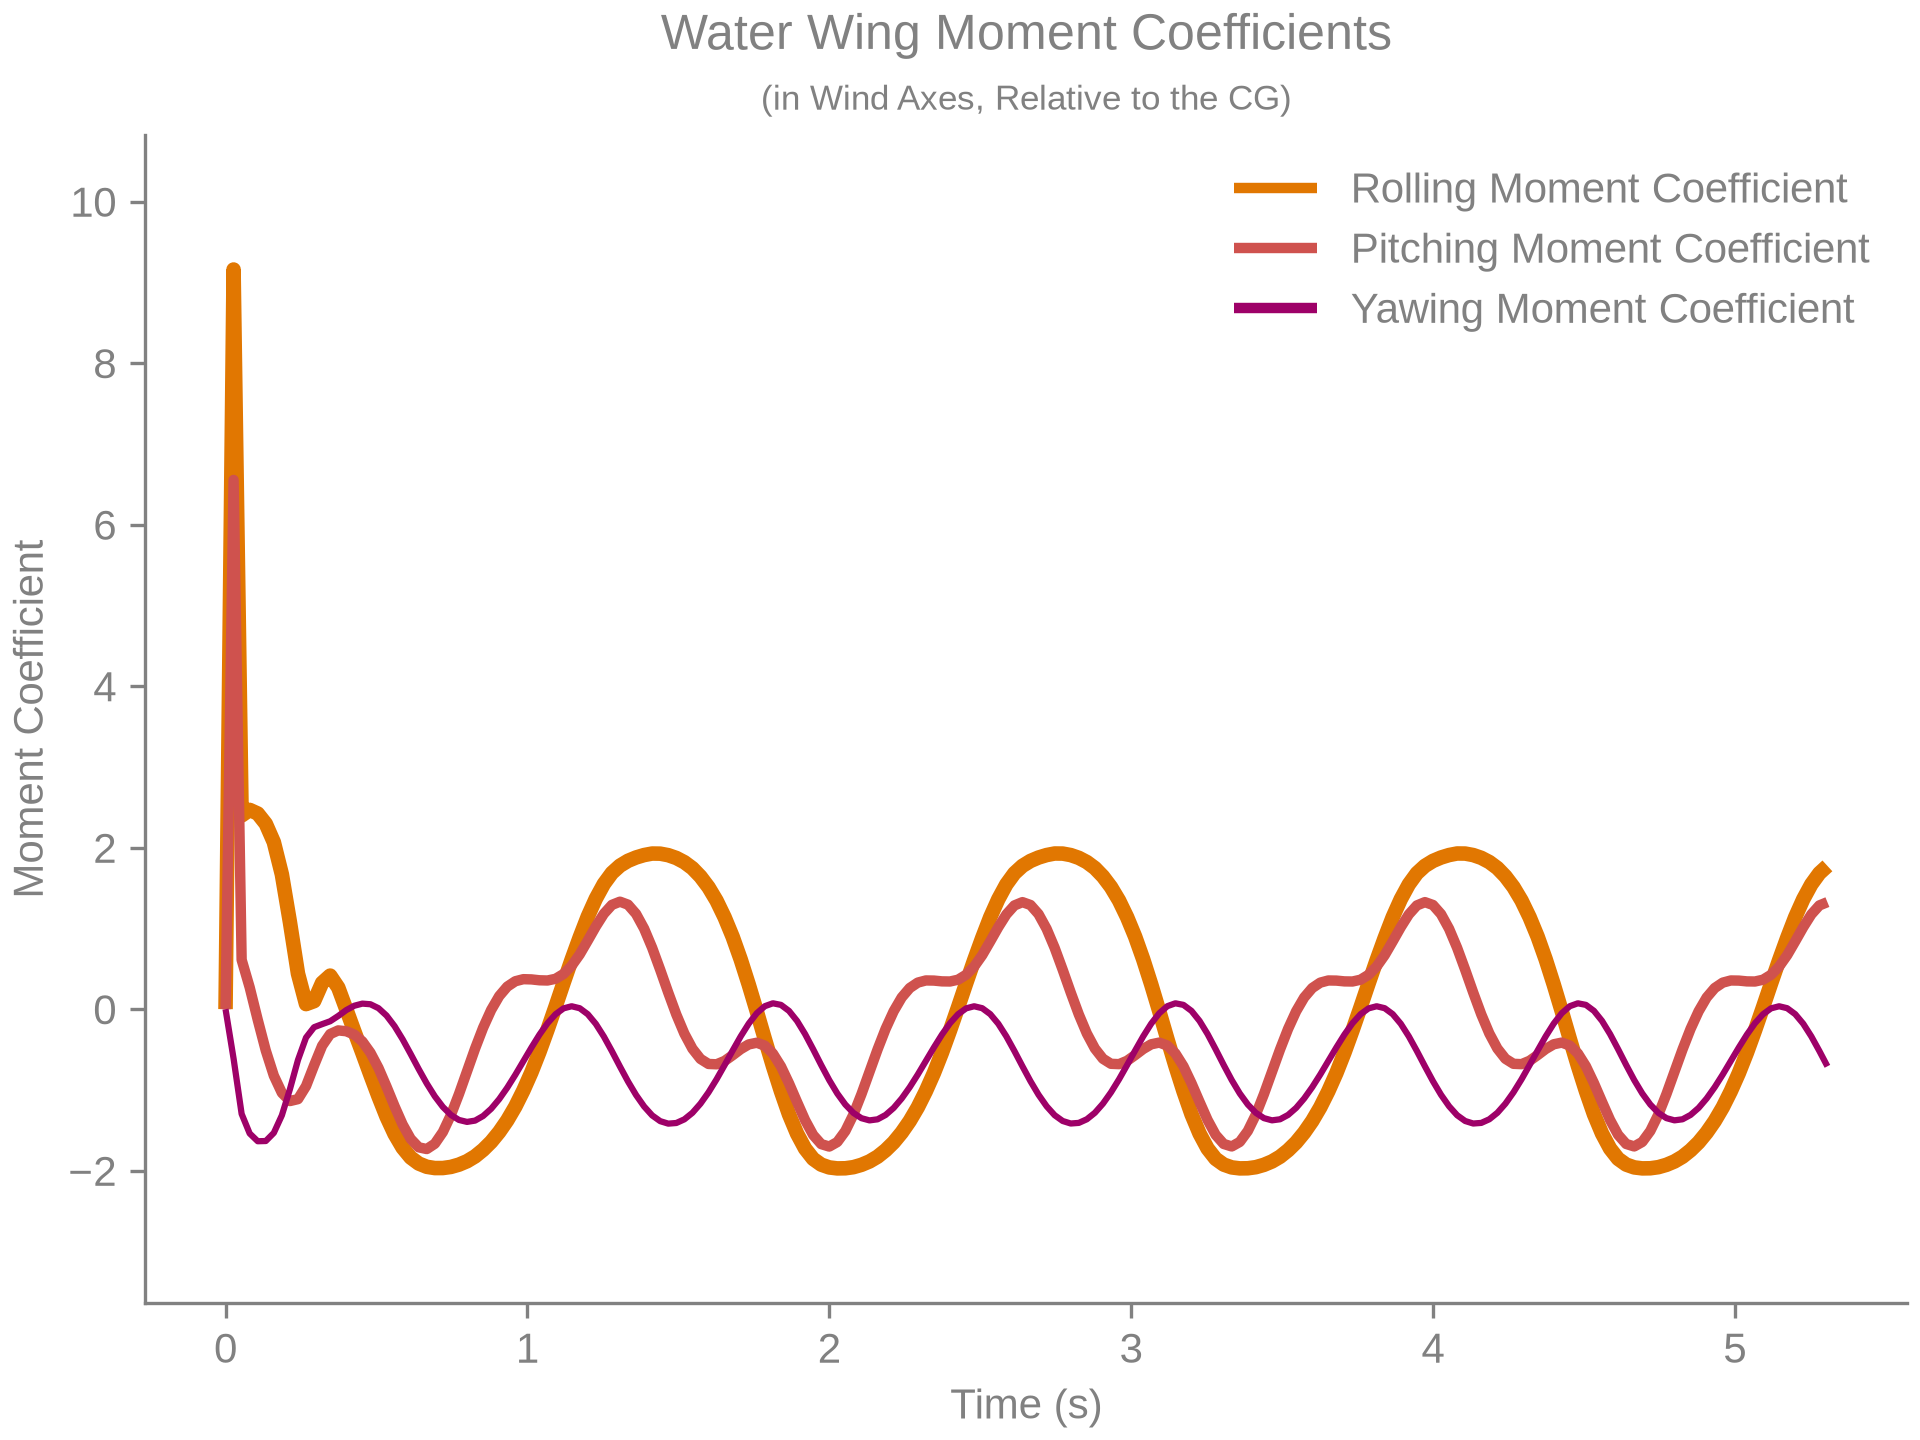 Water Wing Moment Coefficients
(in Wind Axes, Relative to the CG)
Rolling Moment Coefficient
Pitching Moment Coefficient
Yawing Moment Coefficient
Moment Coefficient
10
8
6
4
2
0
−2
0 1 2 3 4 5
Time (s)